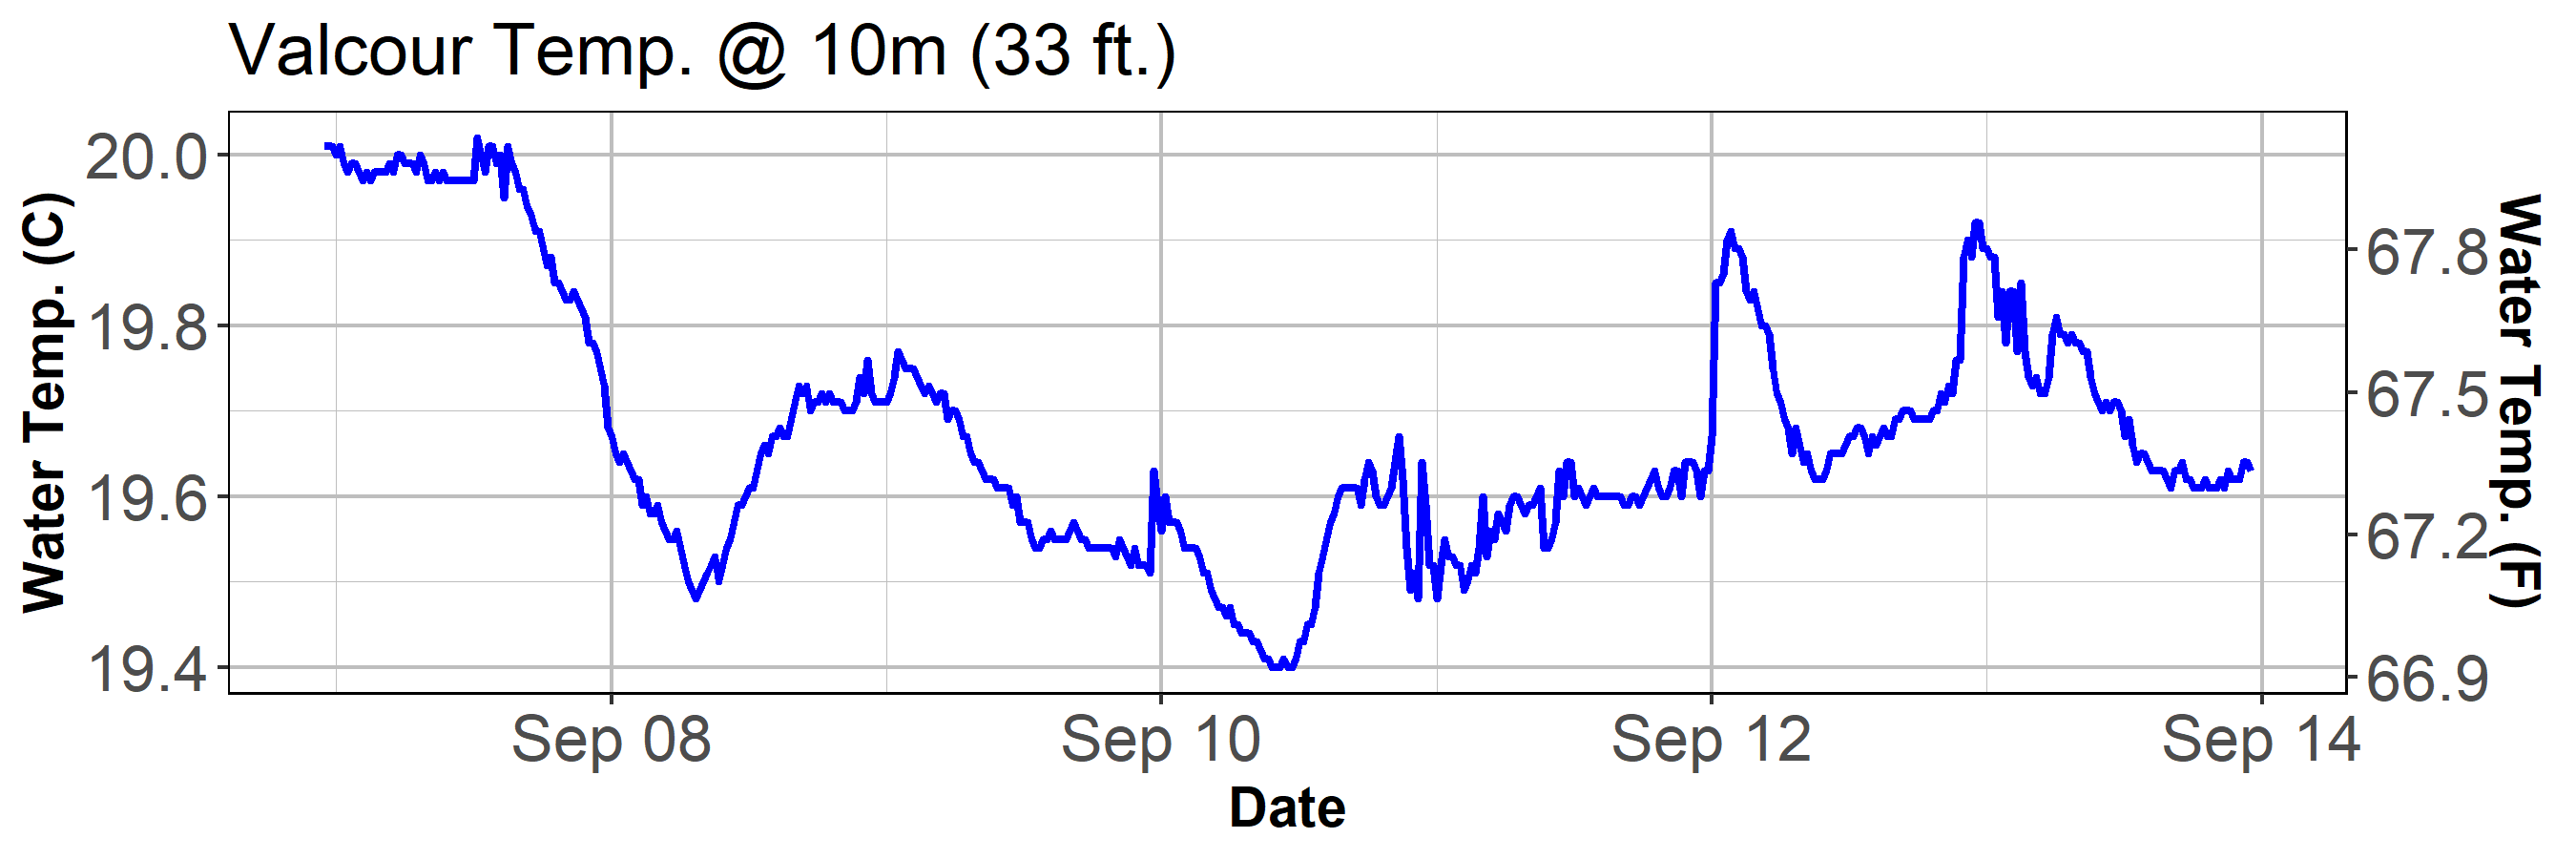 Valcour Temp. @ 10m (33 ft.)
Water Temp. (C)
20.0
19.8
19.6
19.4
67.8
67.5
67.2
66.9
Water Temp. (F)
Sep 08 Sep 10 Sep 12 Sep 14
Date